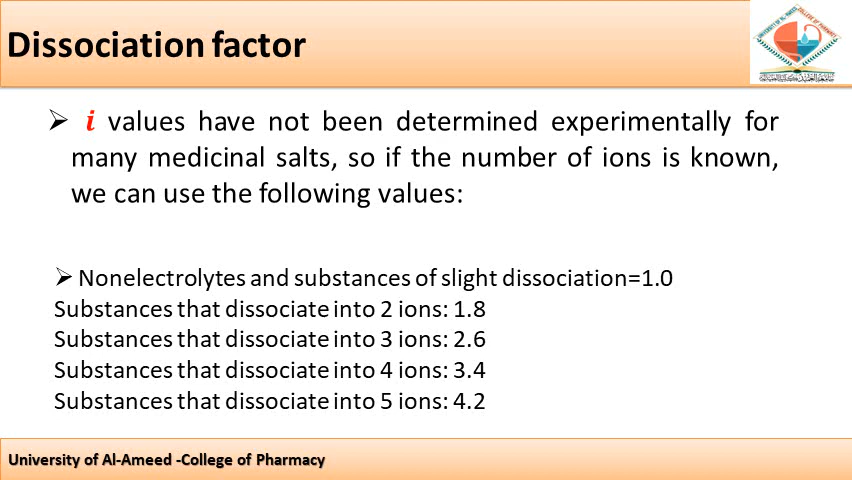 Dissociation factor
➢ i values have not been determined experimentally for
many medicinal salts, so if the number of ions is known,
we can use the following values:
➢ Nonelectrolytes and substances of slight dissociation=1.0
Substances that dissociate into 2 ions: 1.8
Substances that dissociate into 3 ions: 2.6
Substances that dissociate into 4 ions: 3.4
Substances that dissociate into 5 ions: 4.2
University of Al-Ameed -College of Pharmacy